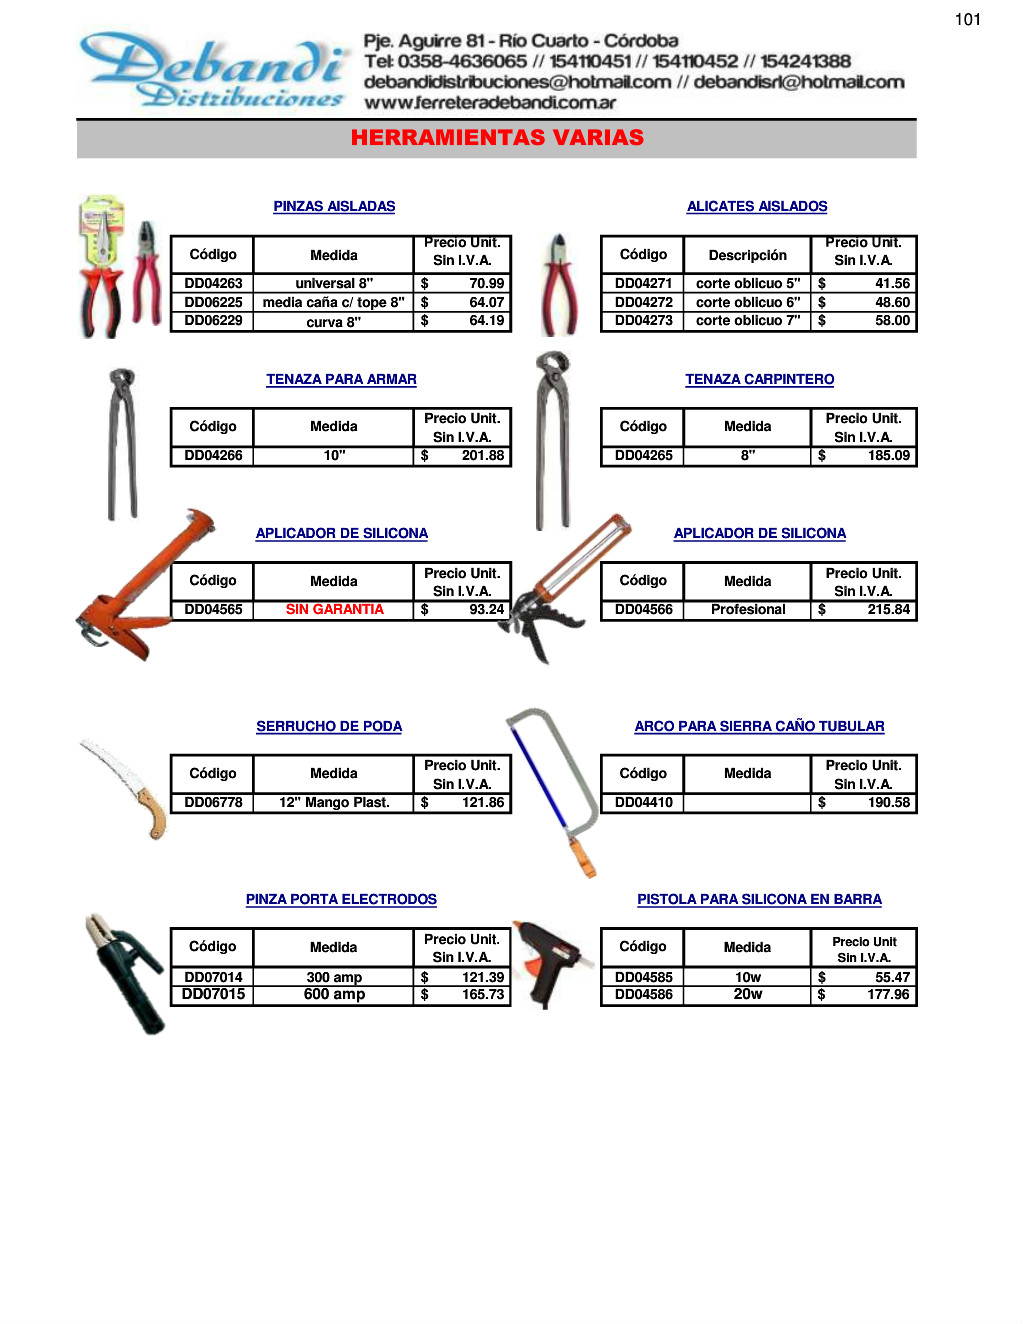 101
Debandi
Distribuciones
Pje. Aguirre 81 - Río Cuarto - Córdoba
Tel: 0358-4636065 // 154110451 // 154110452 // 154241388
debandidistribuciones@hotmail.com // debandisrl@hotmail.com
www.ferreteradebandi.com.ar
HERRAMIENTAS VARIAS
PINZAS AISLADAS
Código Medida Precio Unit. Sin I.V.A.
DD04263 universal 8" $ 70.99
DD06225 media caña c/ tope 8" $ 64.07
DD06229 curva 8" $ 64.19
ALICATES AISLADOS
Código Descripción Precio Unit. Sin I.V.A.
DD04271 corte oblicuo 5" $ 41.56
DD04272 corte oblicuo 6" $ 48.60
DD04273 corte oblicuo 7" $ 58.00
TENAZA PARA ARMAR
Código Medida Precio Unit. Sin I.V.A.
DD04266 10" $ 201.88
TENAZA CARPINTERO
Código Medida Precio Unit. Sin I.V.A.
DD04265 8" $ 185.09
APLICADOR DE SILICONA
Código Medida Precio Unit. Sin I.V.A.
DD04565 SIN GARANTIA $ 93.24
APLICADOR DE SILICONA
Código Medida Precio Unit. Sin I.V.A.
DD04566 Profesional $ 215.84
SERRUCHO DE PODA
Código Medida Precio Unit. Sin I.V.A.
DD06778 12" Mango Plast. $ 121.86
ARCO PARA SIERRA CAÑO TUBULAR
Código Medida Precio Unit. Sin I.V.A.
DD04410 $ 190.58
PINZA PORTA ELECTRODOS
Código Medida Precio Unit. Sin I.V.A.
DD07014 300 amp $ 121.39
DD07015 600 amp $ 165.73
PISTOLA PARA SILICONA EN BARRA
Código Medida Precio Unit Sin I.V.A.
DD04585 10w $ 55.47
DD04586 20w $ 177.96